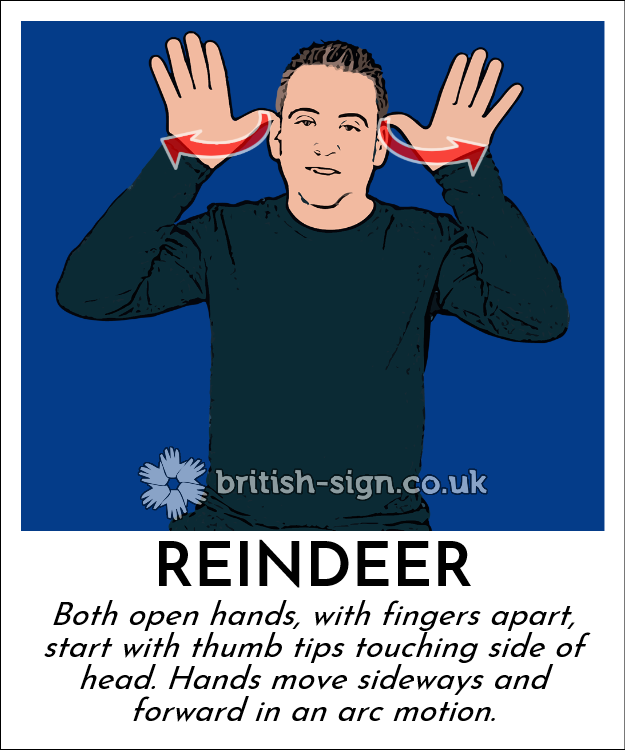 british-sign.co.uk
REINDEER
Both open hands, with fingers apart,
start with thumb tips touching side of
head. Hands move sideways and
forward in an arc motion.